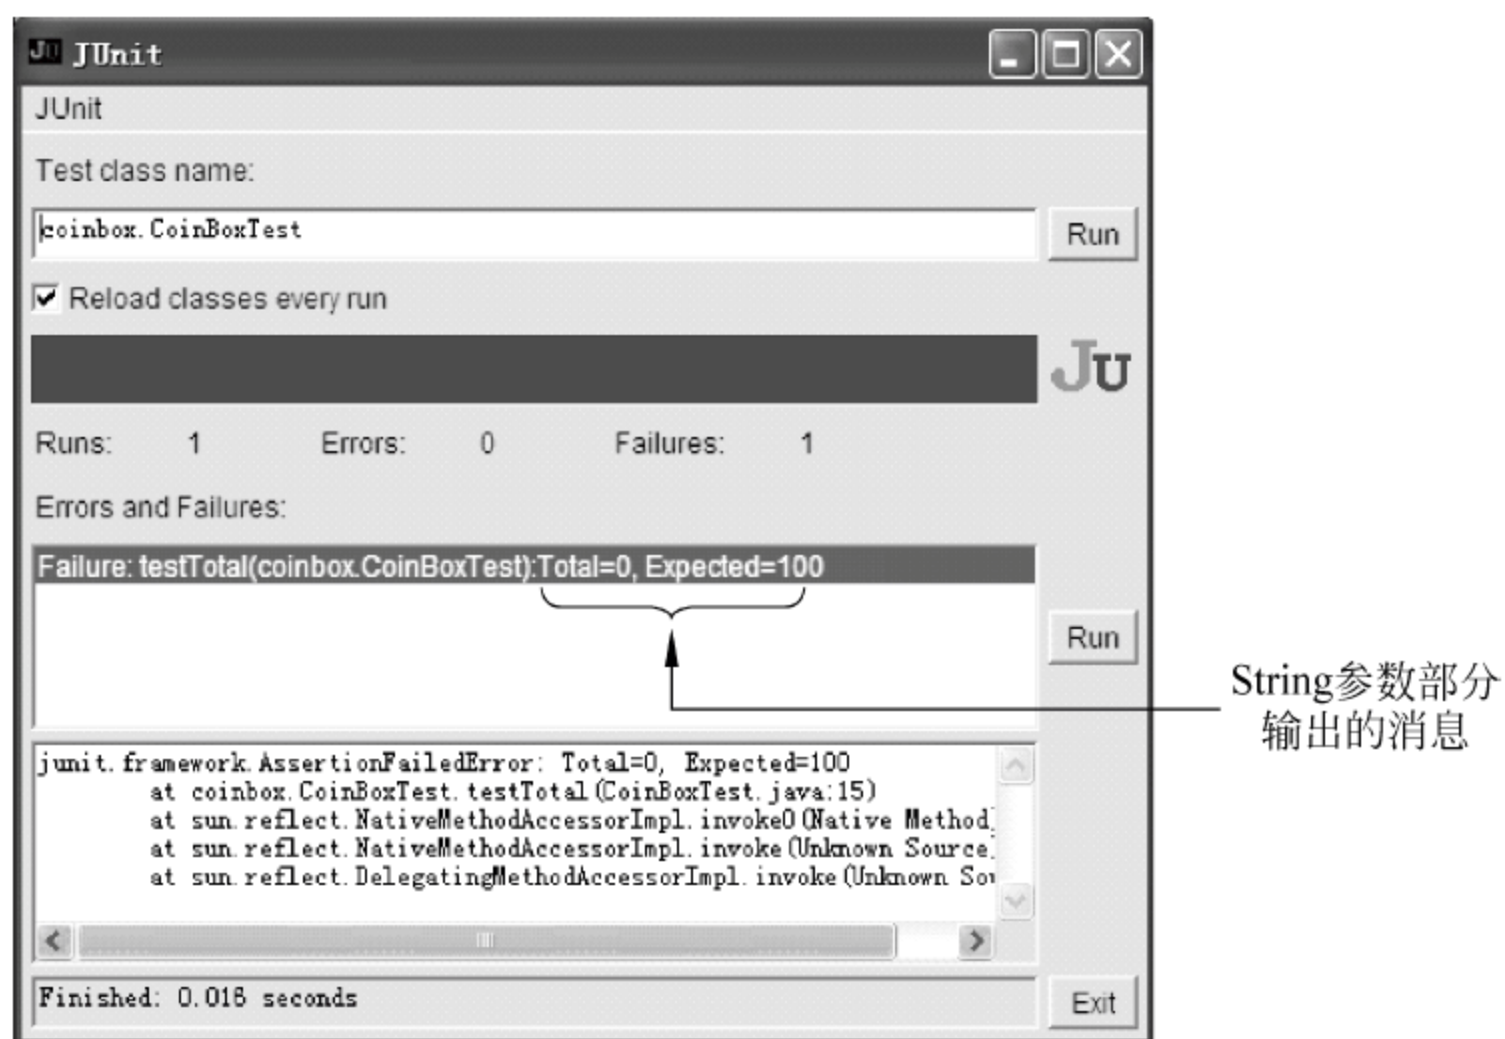 JU JUnit
JUnit
Test class name:
coinbox.CoinBoxTest
Run
Reload classes every run
JU
Runs: 1 Errors: 0 Failures: 1
Errors and Failures:
Failure: testTotal(coinbox.CoinBoxTest):Total=0, Expected=100
Run
String参数部分
输出的消息
junit.framework.AssertionFailedError: Total=0, Expected=100
at coinbox.CoinBoxTest.testTotal(CoinBoxTest.java:15)
at sun.reflect.NativeMethodAccessorImpl.invoke0(Native Method)
at sun.reflect.NativeMethodAccessorImpl.invoke(Unknown Source)
at sun.reflect.DelegatingMethodAccessorImpl.invoke(Unknown Sou
Finished: 0.016 seconds
Exit